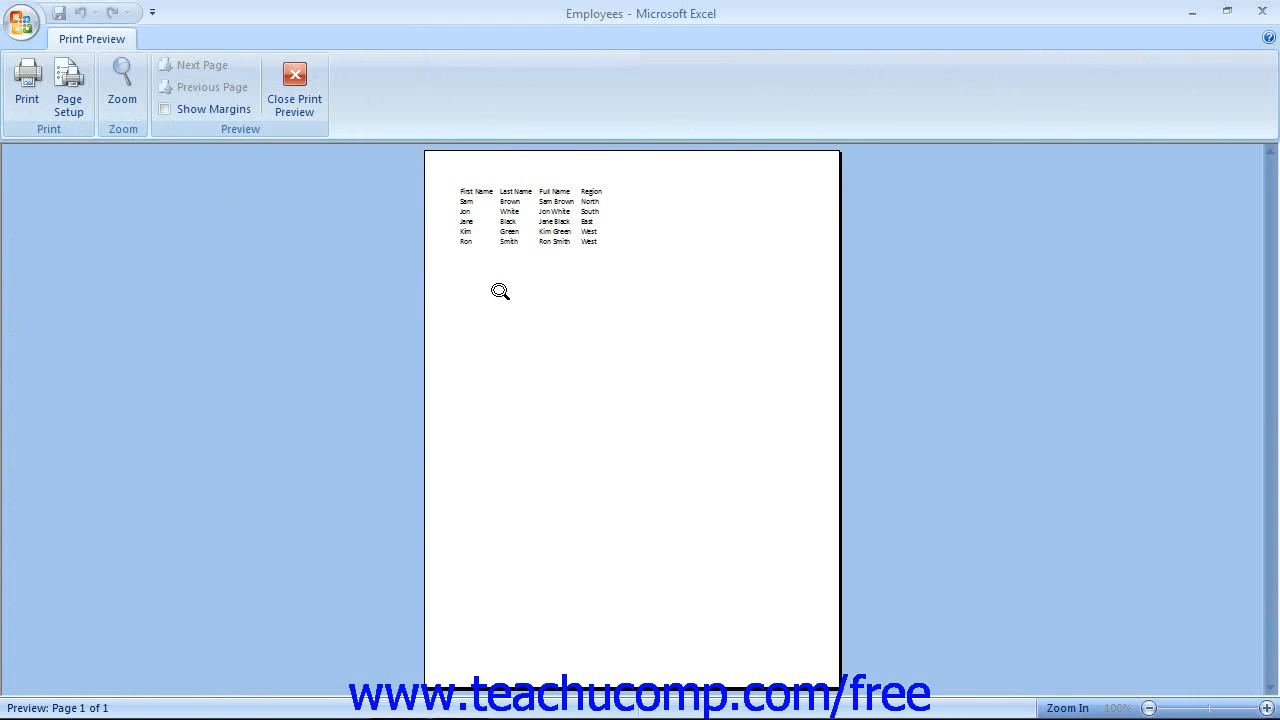 Employees - Microsoft Excel
Print Preview
Print
Page Setup
Zoom
Next Page
Previous Page
Show Margins
Close Print Preview
Print
Zoom
Preview
First Name Last Name Full Name Region
Sam Brown Sam Brown North
Jon White Jon White South
Jane Black Jane Black East
Kim Green Kim Green West
Ron Smith Ron Smith West
www.teachucomp.com/free
Preview: Page 1 of 1
Zoom In 100%